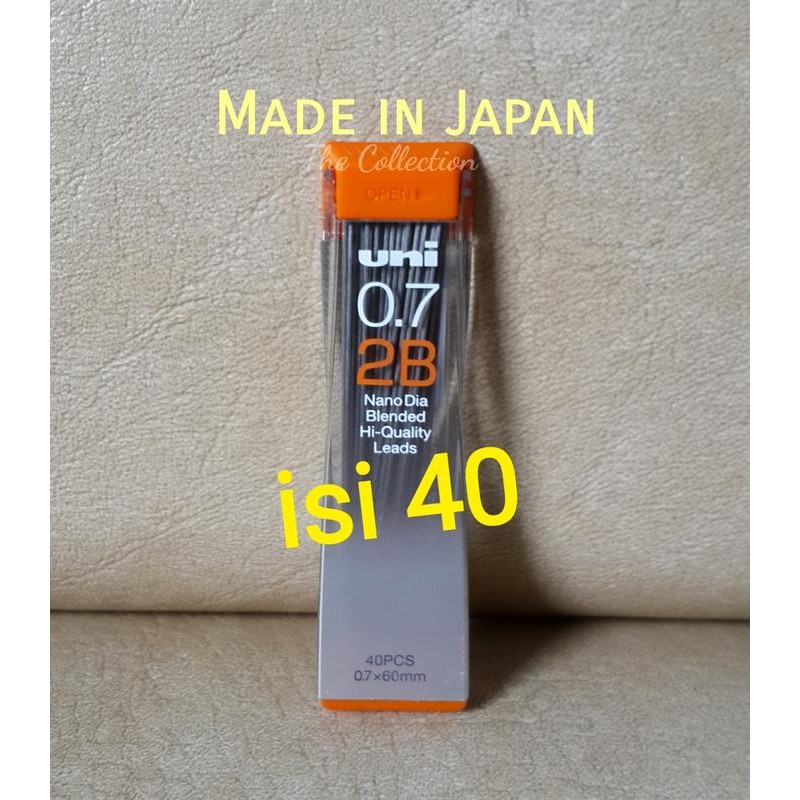 Made in Japan
he Collection
OPEN
uni
0.7
2B
Nano Dia
Blended
Hi-Quality
Leads
isi 40
40PCS
0.7×60mm